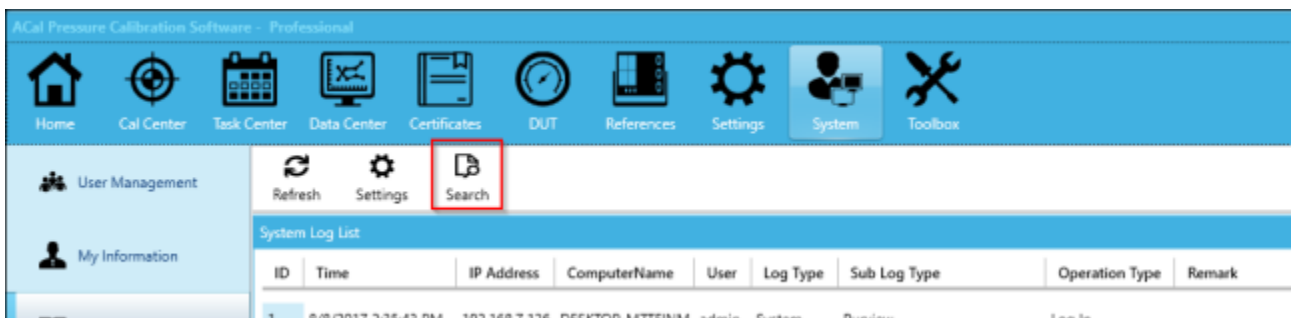 ACal Pressure Calibration Software - Professional
Home Cal Center Task Center Data Center Certificates DUT References Settings System Toolbox
User Management
Refresh Settings Search
System Log List
My Information
ID Time IP Address ComputerName User Log Type Sub Log Type Operation Type Remark